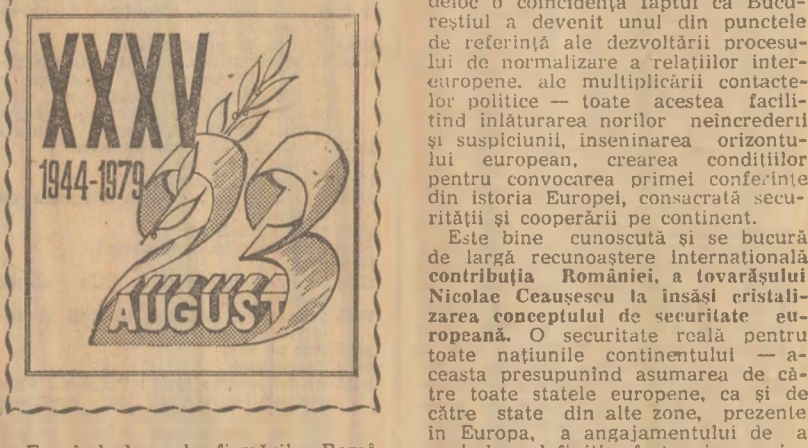 XXXV
1944-1979
23
AUGUST
deloc o coincidență faptul că Bucu-
reștiul a devenit unul din punctele
de referință ale dezvoltării procesu-
lui de normalizare a relațiilor inter-
europene, ale multiplicării contacte-
lor politice — toate acestea facili-
tînd inlăturarea norilor neîncrederii
și suspiciunii, inseninarea orizontu-
lui european, crearea condițiilor
pentru convocarea primei conferințe
din istoria Europei, consacrată secu-
rității și cooperării pe continent.
Este bine cunoscută și se bucură
de largă recunoaștere internațională
contribuția României, a tovarășului
Nicolae Ceaușescu la însăși cristali-
zarea conceptului de securitate eu-
ropeană. O securitate reală pentru
toate națiunile continentului — a-
ceasta presupunînd asumarea de că-
tre toate statele europene, ca și de
către state din alte zone, prezente
în Europa, a angajamentului de a